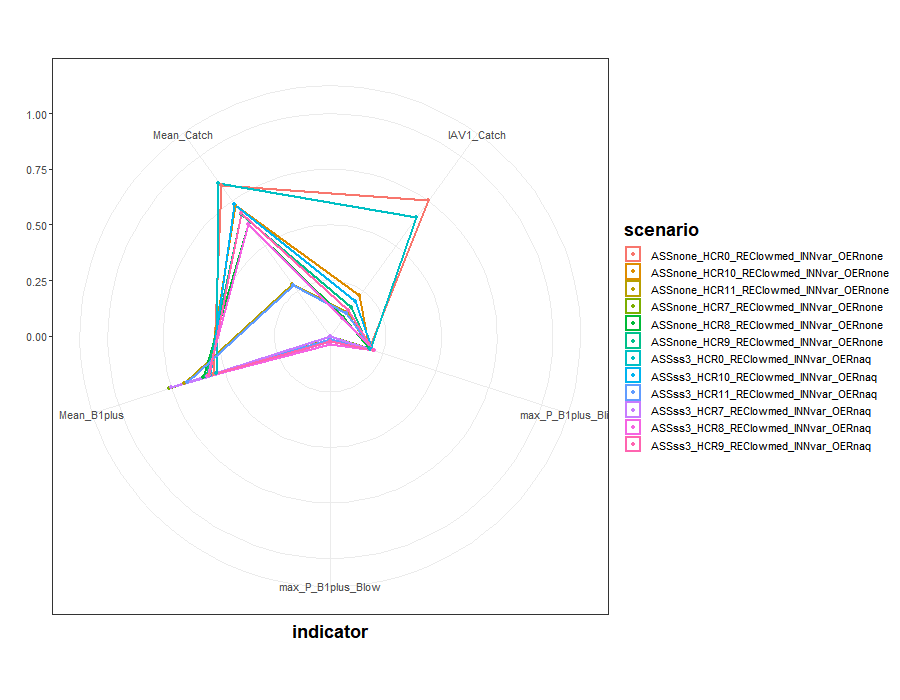 1.00
0.75
0.50
0.25
0.00
Mean_Catch
IAV1_Catch
Mean_B1plus
max_P_B1plus_Bli
max_P_B1plus_Blow
indicator
scenario
ASSnone_HCR0_REClowmed_INNvar_OERnone
ASSnone_HCR10_REClowmed_INNvar_OERnone
ASSnone_HCR11_REClowmed_INNvar_OERnone
ASSnone_HCR7_REClowmed_INNvar_OERnone
ASSnone_HCR8_REClowmed_INNvar_OERnone
ASSnone_HCR9_REClowmed_INNvar_OERnone
ASSss3_HCR0_REClowmed_INNvar_OERnaq
ASSss3_HCR10_REClowmed_INNvar_OERnaq
ASSss3_HCR11_REClowmed_INNvar_OERnaq
ASSss3_HCR7_REClowmed_INNvar_OERnaq
ASSss3_HCR8_REClowmed_INNvar_OERnaq
ASSss3_HCR9_REClowmed_INNvar_OERnaq